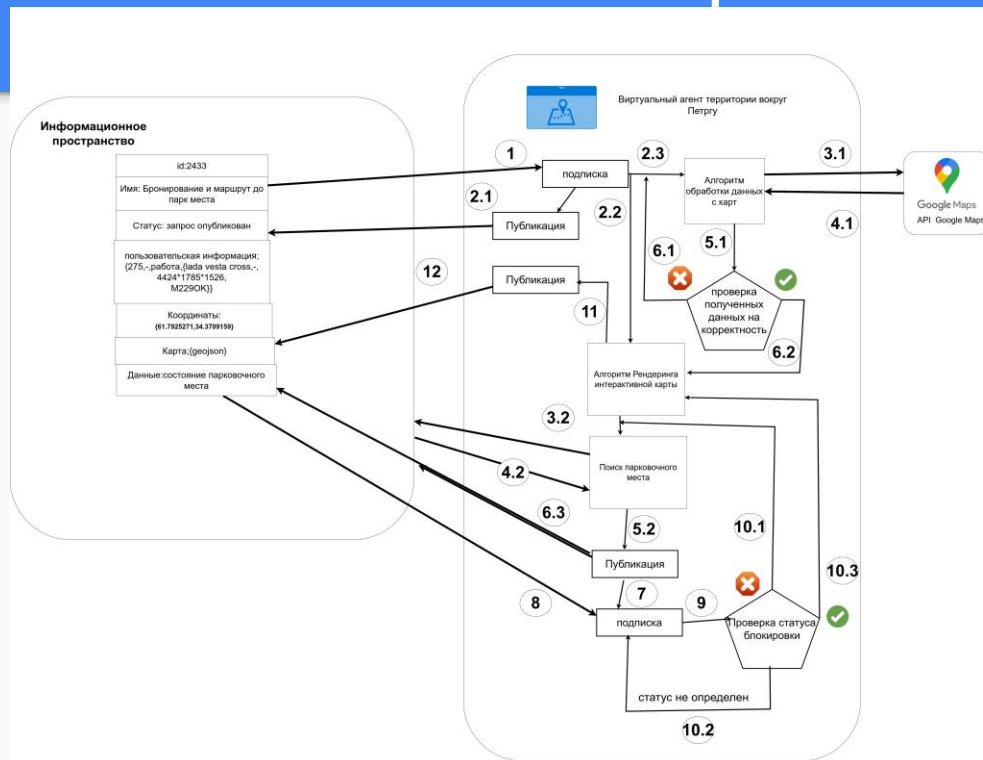 Информационное
пространство
id:2433
Имя: Бронирование и маршрут до
парк места
Статус: запрос опубликован
пользовательская информация;
{275,-,работа,{lada vesta cross,-,
4424*1785*1526,
М229ОК}}
Координаты:
{61.7925271,34.3709159}
Карта;{geojson}
Данные:состояние парковочного
места
Виртуальный агент территории вокруг
Петргу
1
подписка
2.3
Алгоритм
обработки данных
с карт
3.1
Google Maps
API Google Maps
4.1
2.1
Публикация
2.2
5.1
6.1
12
Публикация
11
проверка
полученных
данных на
корректность
6.2
Алгоритм Рендеринга
интерактивной карты
3.2
Поиск парковочного
места
4.2
6.3
5.2
10.1
10.3
Публикация
7
8
подписка
9
Проверка статуса
блокировки
статус не определен
10.2